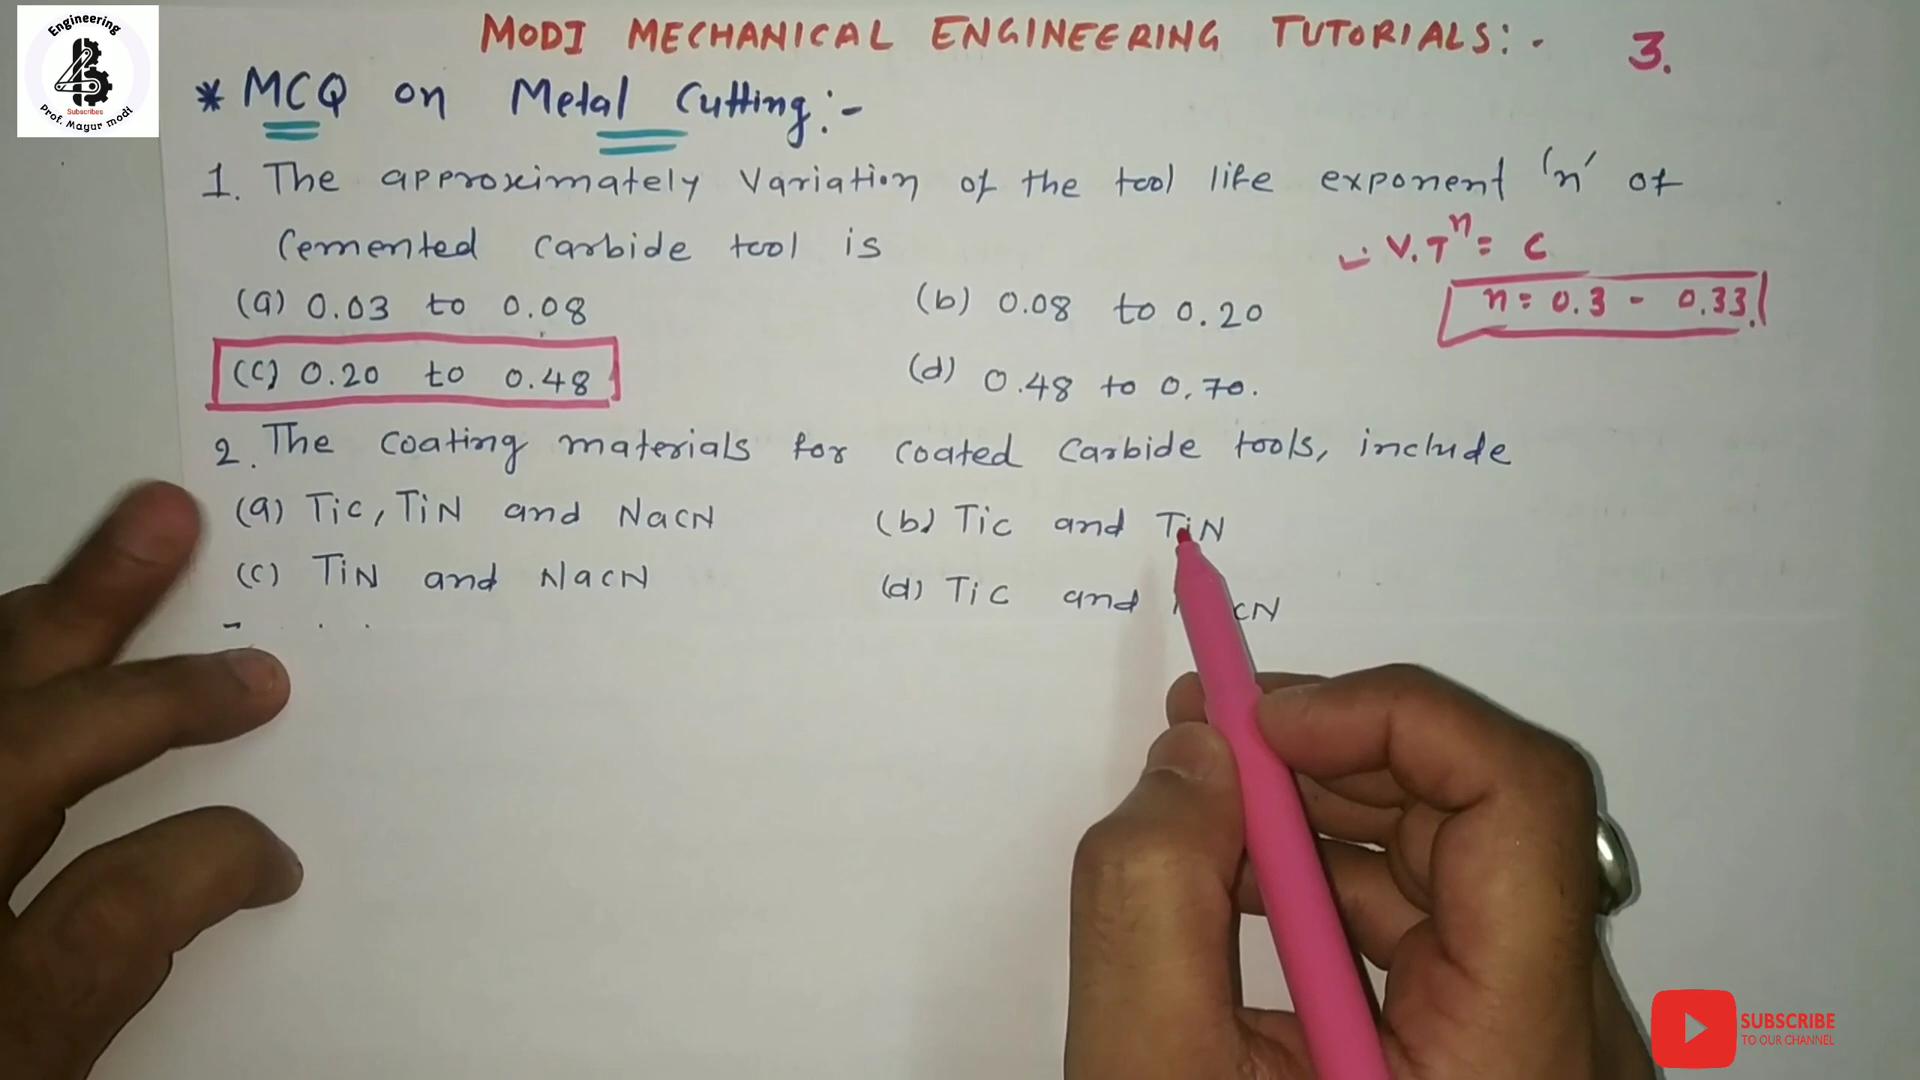 Engineering
Subscribes
Prof. Mayur modi
MODI MECHANICAL ENGINEERING TUTORIALS:- 3.
* MCQ on Metal Cutting:-
1. The approximately Variation of the tool life exponent 'n' of
Cemented carbide tool is
V.Tⁿ = C
(a) 0.03 to 0.08 (b) 0.08 to 0.20
n = 0.3 - 0.33.
(C) 0.20 to 0.48 (d) 0.48 to 0.70.
2. The coating materials for coated carbide tools, include
(a) Tic, TiN and NaCN (b) Tic and TiN
(c) TiN and NaCN (d) Tic and
SUBSCRIBE
TO OUR CHANNEL